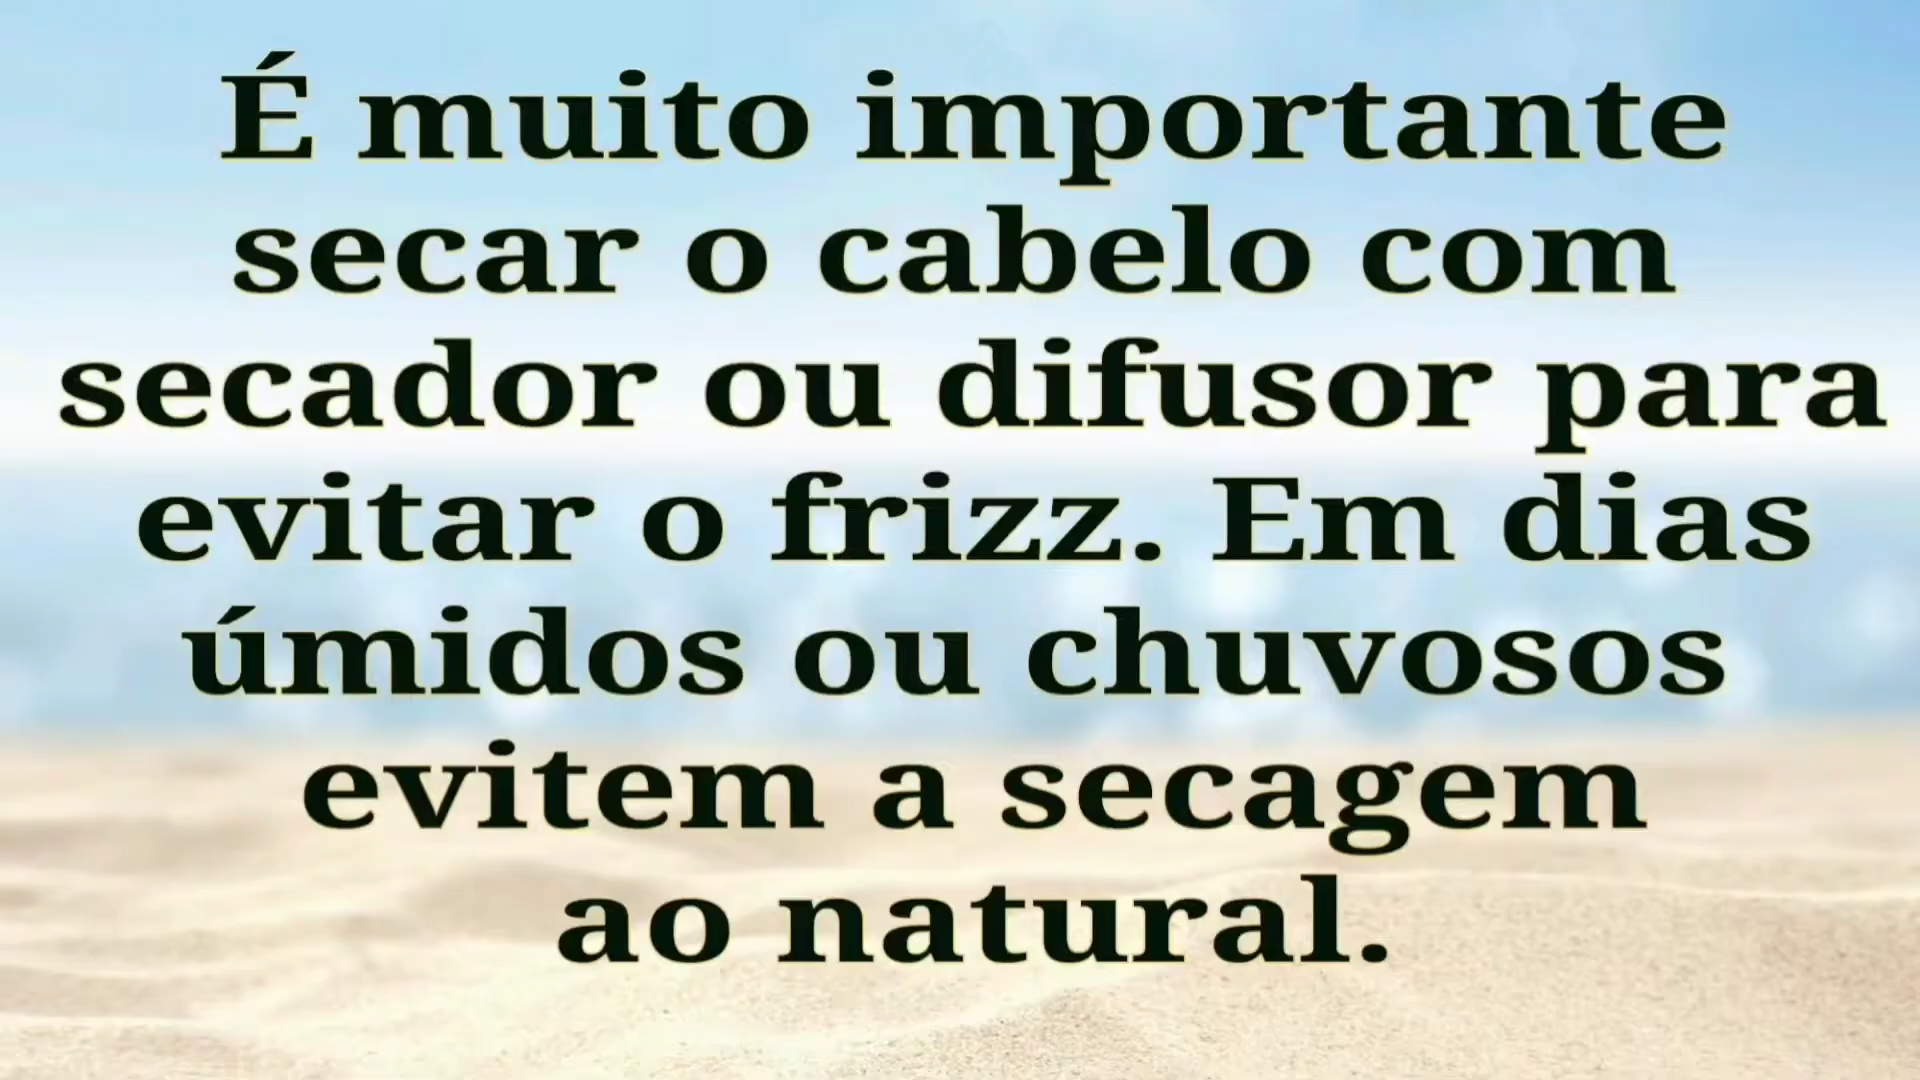 É muito importante
secar o cabelo com
secador ou difusor para
evitar o frizz. Em dias
úmidos ou chuvosos
evitem a secagem
ao natural.